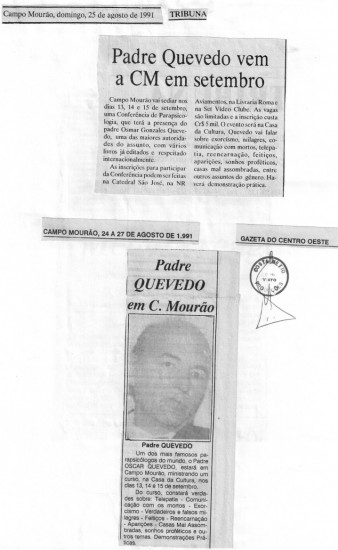 Campo Mourão, domingo, 25 de agosto de 1991
TRIBUNA
Padre Quevedo vem
a CM em setembro
Campo Mourão vai sediar nos
dias 13, 14 e 15 de setembro,
uma Conferência de Parapsico-
logia, que terá a presença do
padre Osmar Gonzales Queve-
do, uma das maiores autorida-
des do assunto, com vários
livros já editados e respeitado
internacionalmente.
As inscrições para participar
da Conferência podem ser feitas
na Catedral São José, na NR
Aviamentos, na Livraria Roma e
na Set Vídeo Clube. As vagas
são limitadas e a inscrição custa
Cr$ 5 mil. O evento será na Casa
da Cultura, Quevedo vai falar
sobre exorcismo, milagres, co-
municação com mortos, telepa-
tia, reencarnação, feitiços,
aparições, sonhos proféticos,
casas mal assombradas, entre
outros assuntos do gênero. Ha-
verá demonstração prática.
CAMPO MOURÃO, 24 A 27 DE AGOSTO DE 1.991
GAZETA DO CENTRO OESTE
Padre
QUEVEDO
em C. Mourão
Padre QUEVEDO
Um dos mais famosos pa-
rapsicólogos do mundo, o Padre
OSCAR QUEVEDO, estará em
Campo Mourão, ministrando um
curso, na Casa da Cultura, nos
dias 13, 14 e 15 de setembro.
Do curso, constará verda-
des sobre: Telepatia - Comuni-
cação com os mortos - Exor-
cismo - Verdadeiros e falsos mi-
lagres - Feitiços - Reencarnação
- Aparições - Casas Mal Assom-
bradas, sonhos proféticos e ou-
tros temas. Demonstrações Prá-
ticas.